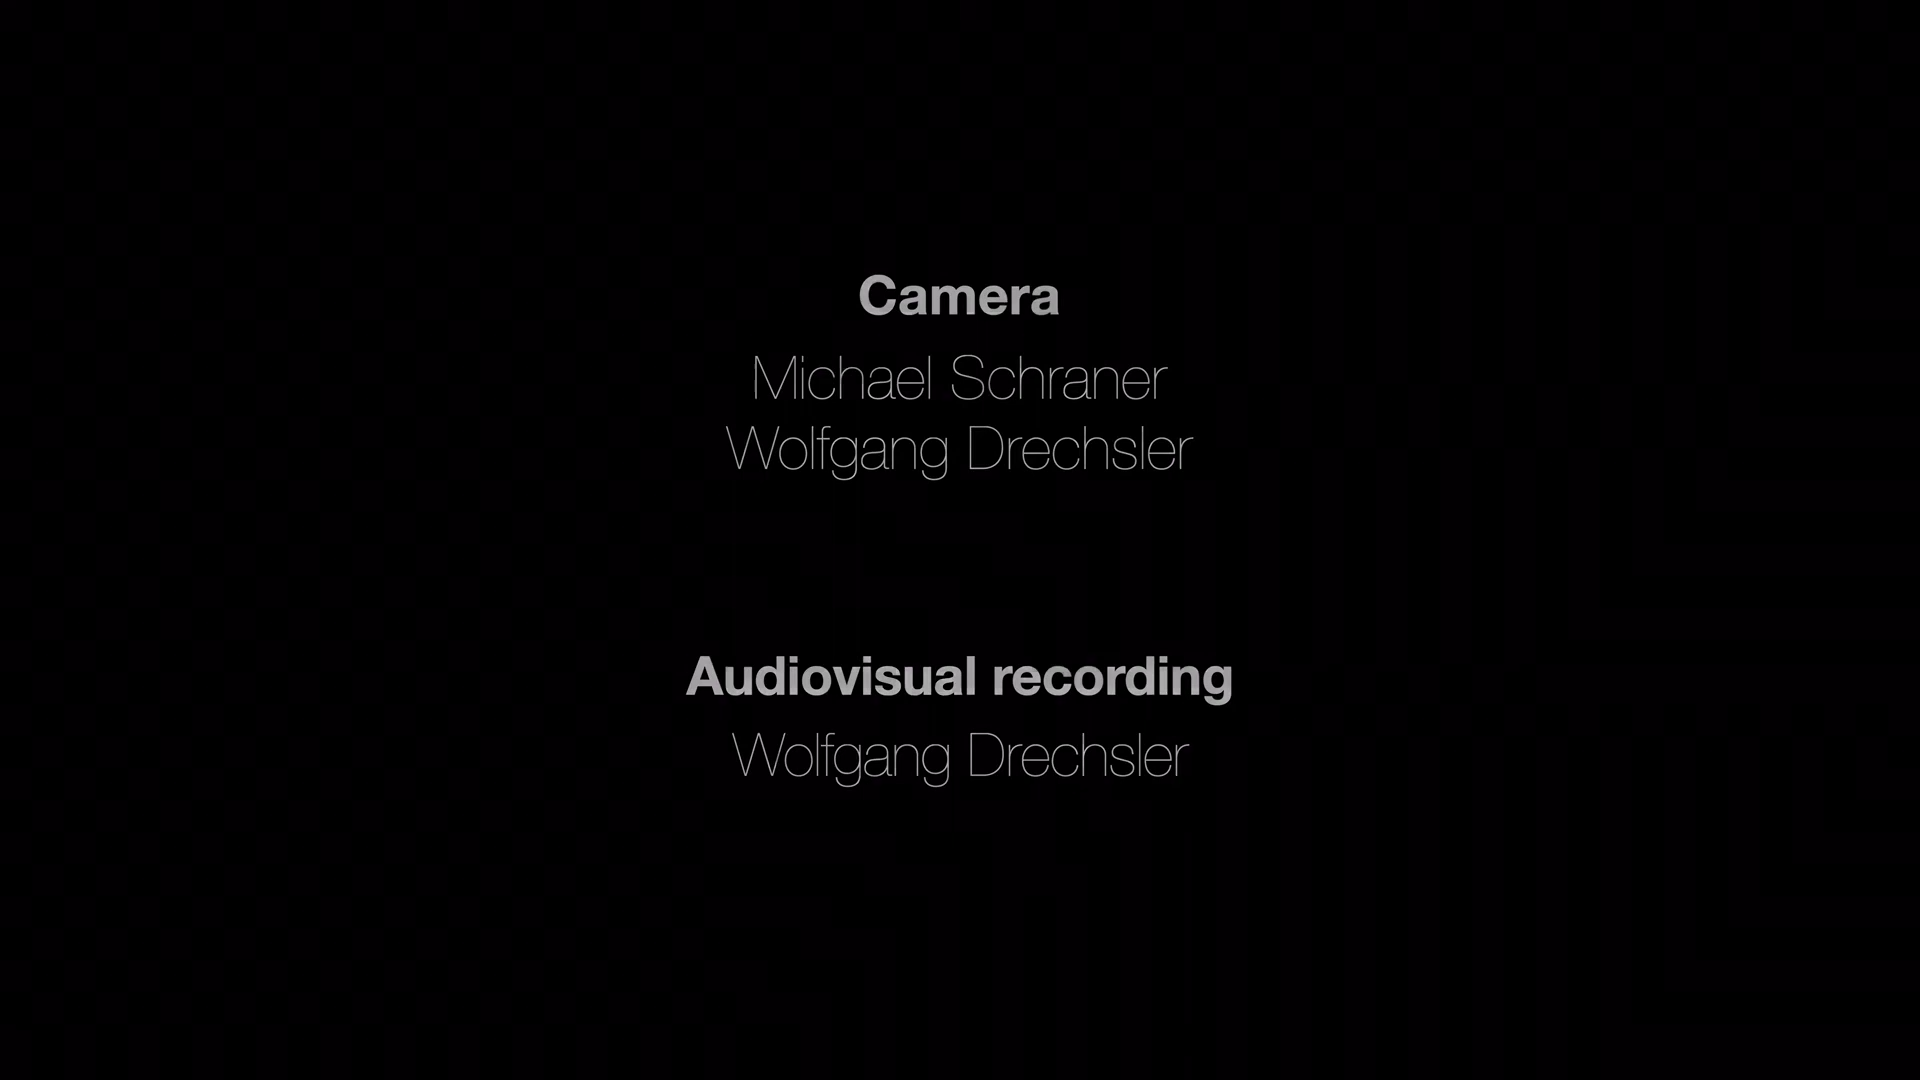 Camera
Michael Schraner
Wolfgang Drechsler
Audiovisual recording
Wolfgang Drechsler